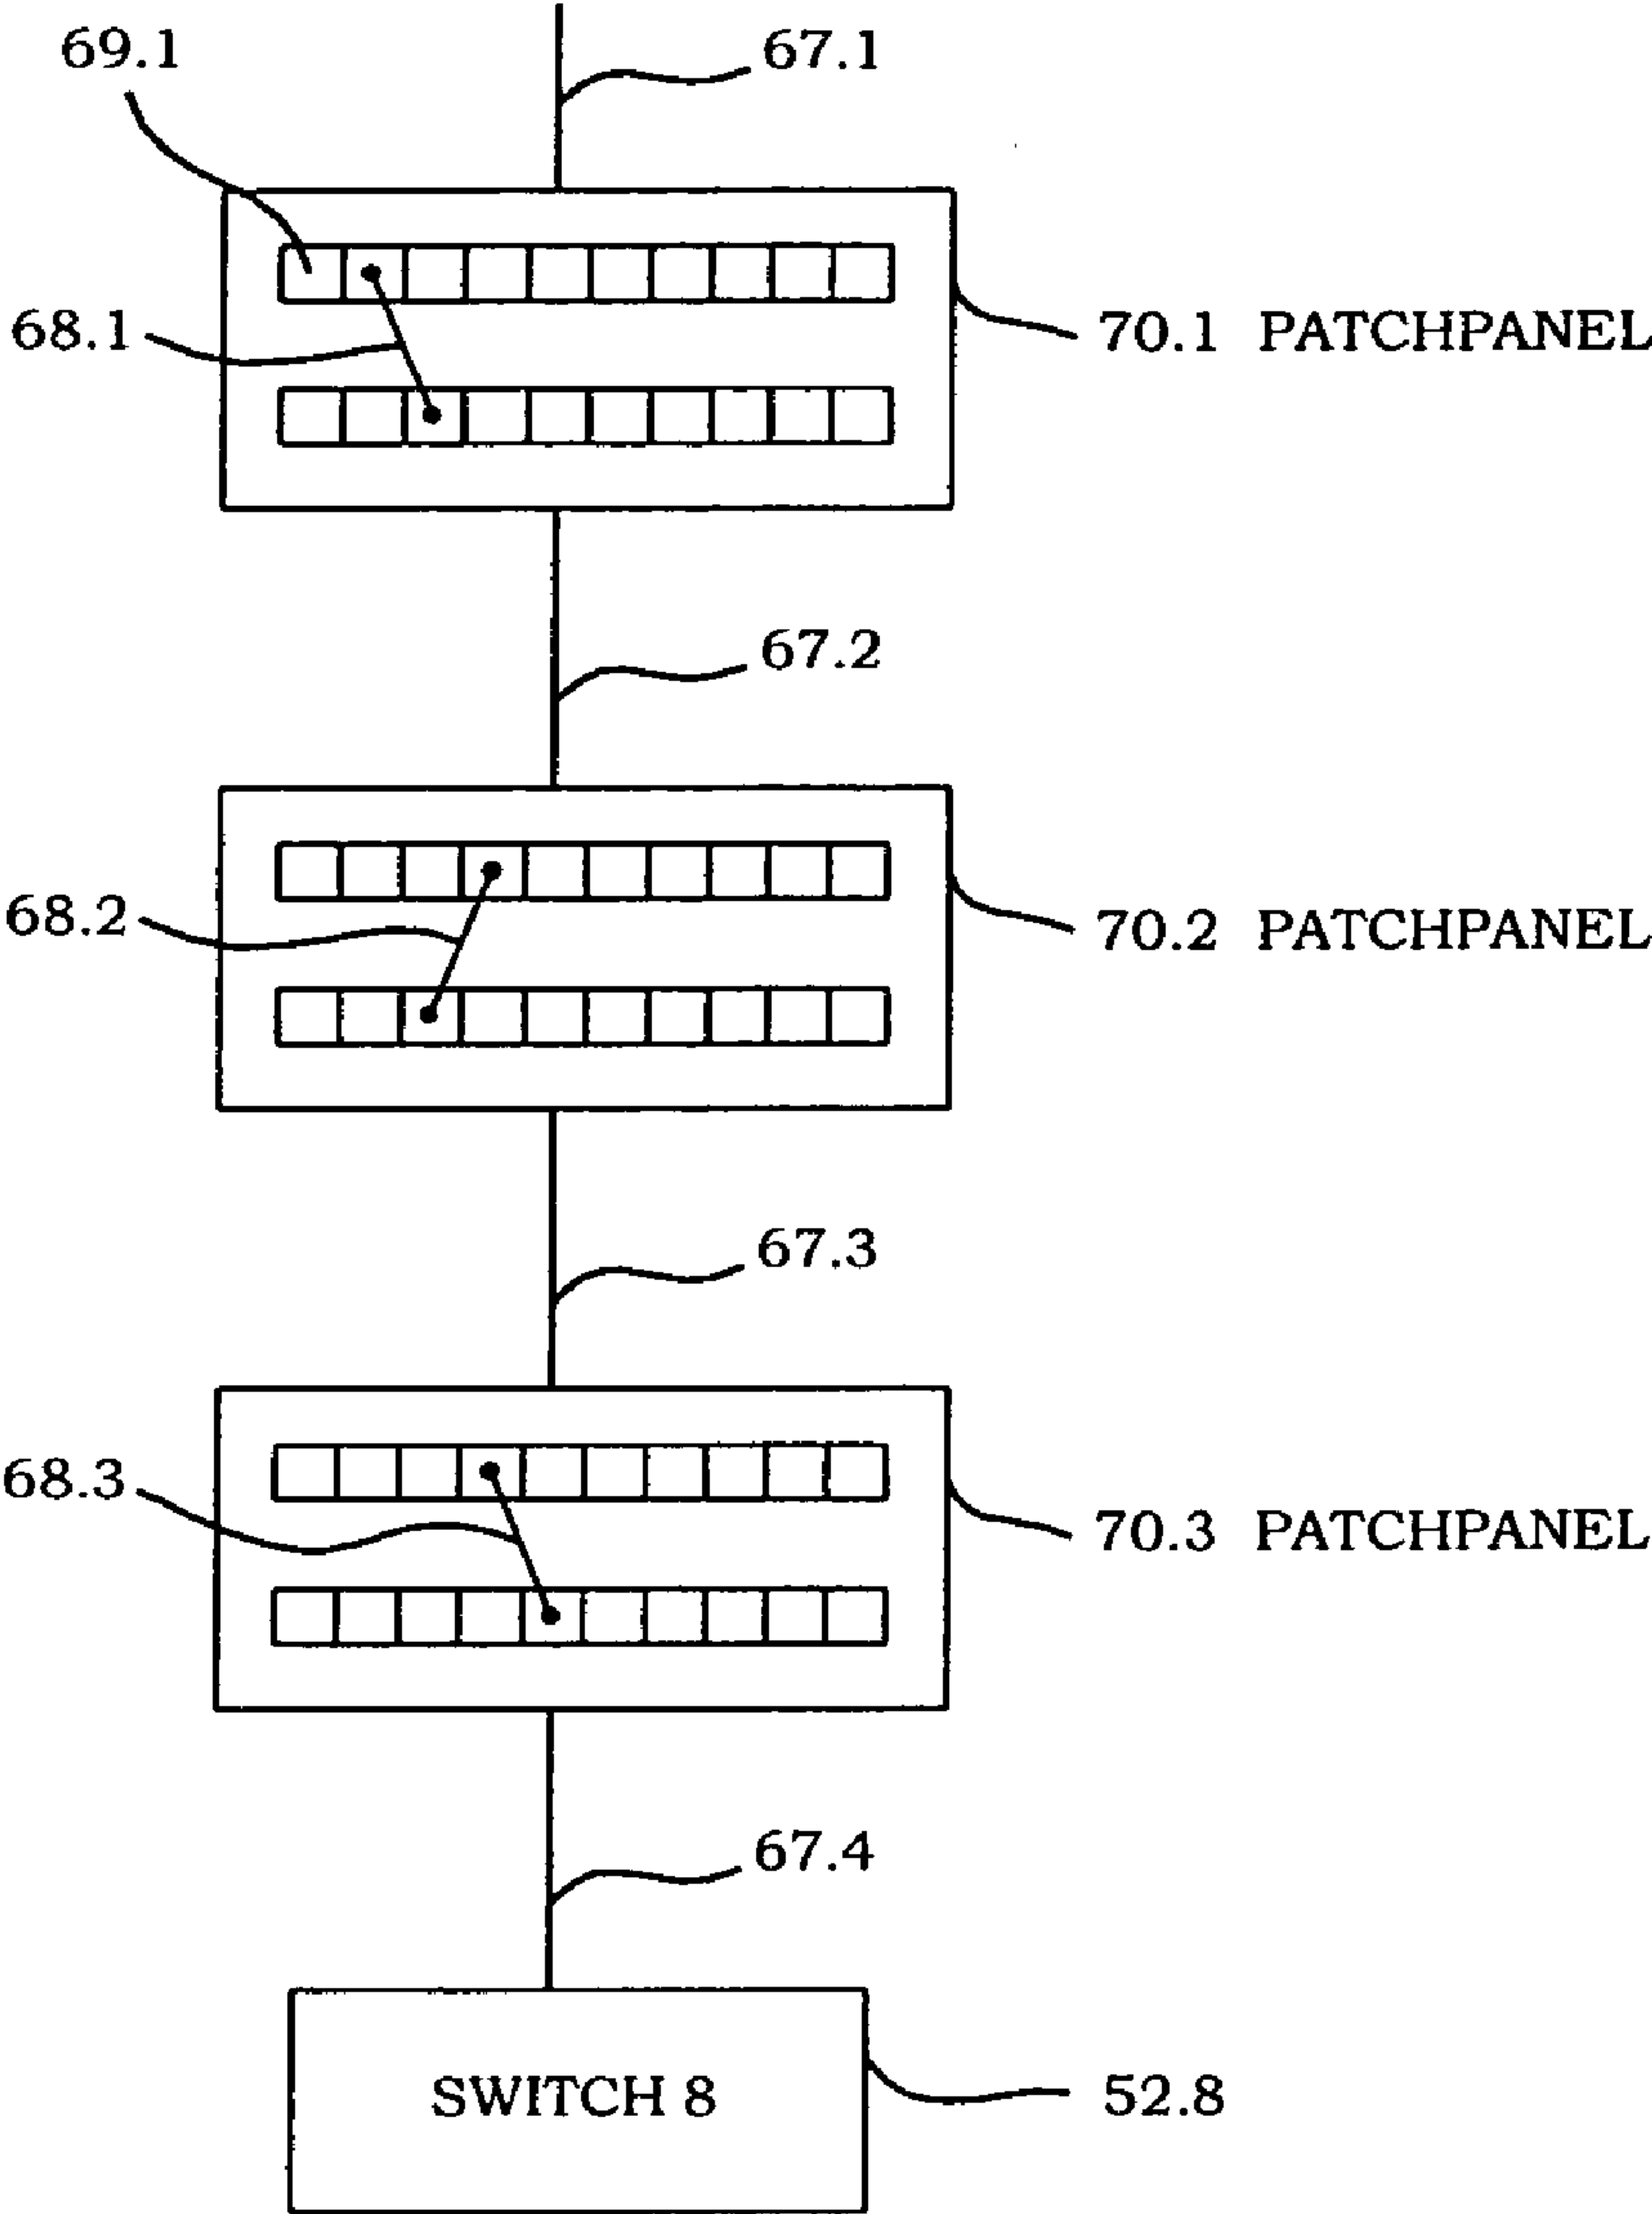 69.1
67.1
68.1
70.1 PATCHPANEL
67.2
68.2
70.2 PATCHPANEL
67.3
68.3
70.3 PATCHPANEL
67.4
SWITCH 8
52.8